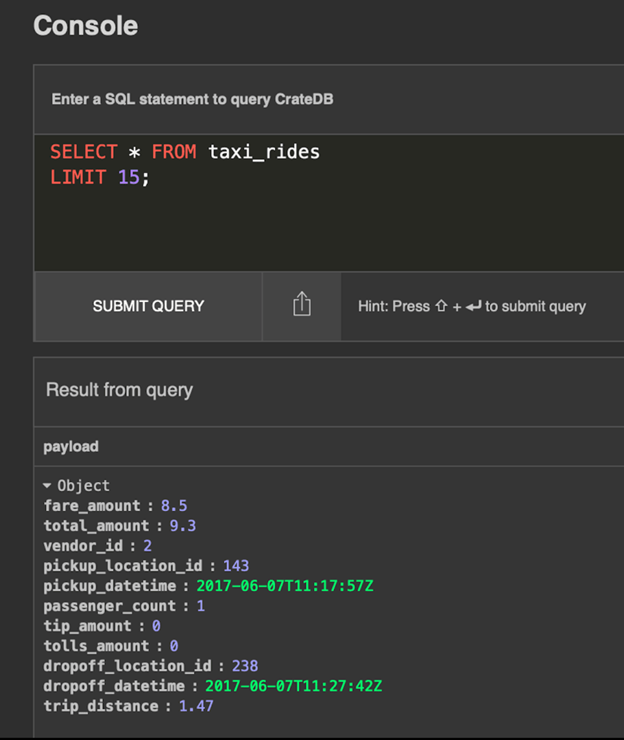 Console
Enter a SQL statement to query CrateDB
SELECT * FROM taxi_rides
LIMIT 15;
SUBMIT QUERY
Hint: Press ⇧ + ↵ to submit query
Result from query
payload
▾ Object
fare_amount : 8.5
total_amount : 9.3
vendor_id : 2
pickup_location_id : 143
pickup_datetime : 2017-06-07T11:17:57Z
passenger_count : 1
tip_amount : 0
tolls_amount : 0
dropoff_location_id : 238
dropoff_datetime : 2017-06-07T11:27:42Z
trip_distance : 1.47